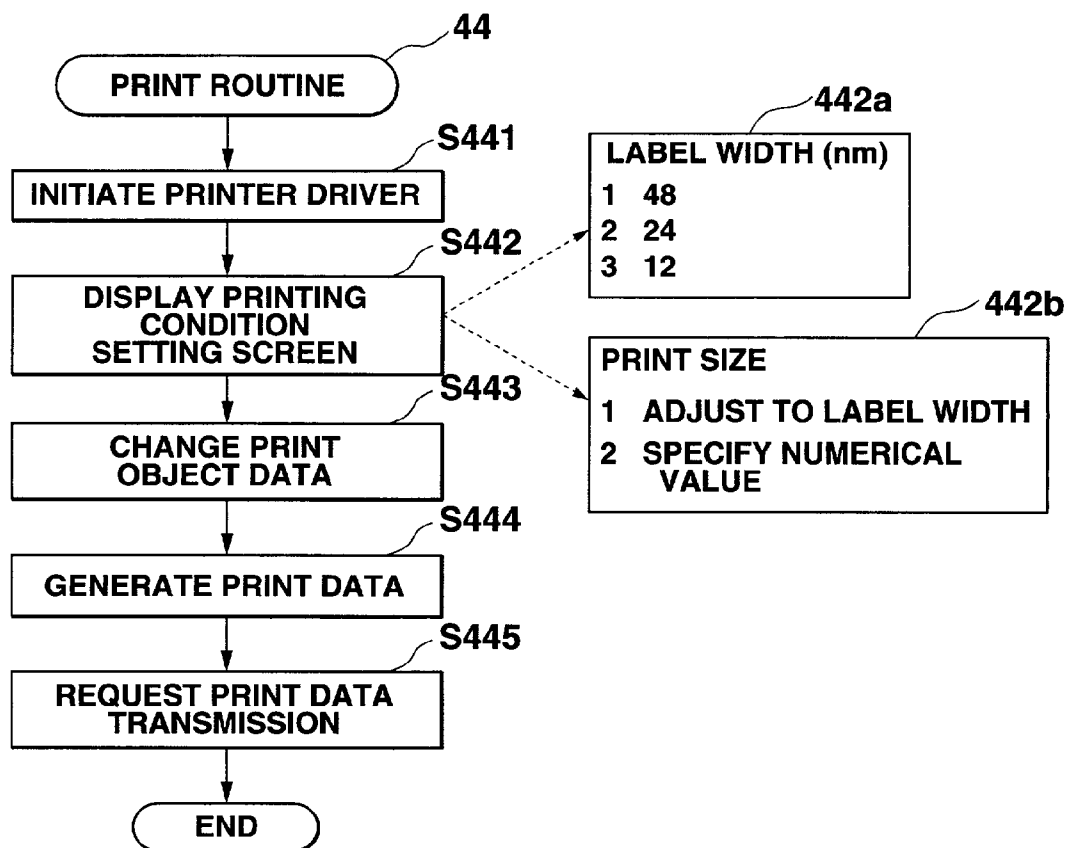 44
PRINT ROUTINE
S441
INITIATE PRINTER DRIVER
S442
DISPLAY PRINTING
CONDITION
SETTING SCREEN
442a
LABEL WIDTH (nm)
1 48
2 24
3 12
442b
PRINT SIZE
1 ADJUST TO LABEL WIDTH
2 SPECIFY NUMERICAL
VALUE
S443
CHANGE PRINT
OBJECT DATA
S444
GENERATE PRINT DATA
S445
REQUEST PRINT DATA
TRANSMISSION
END